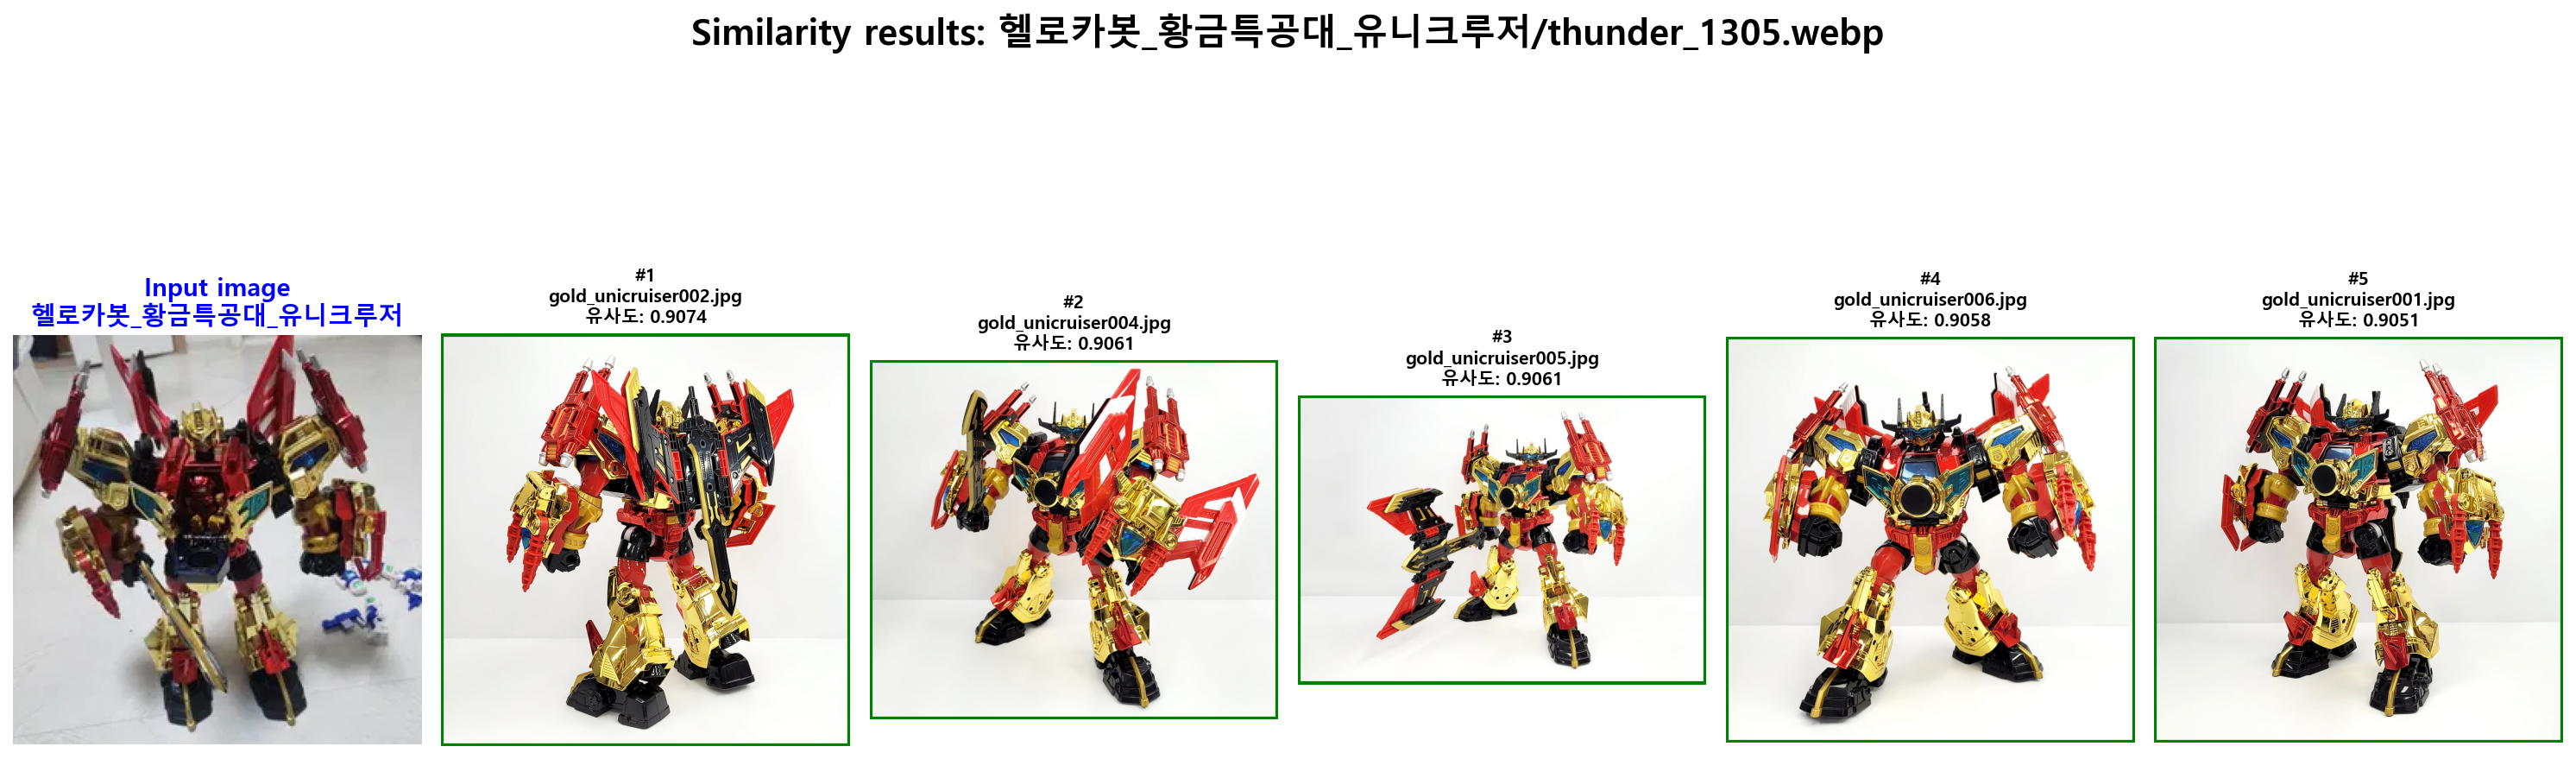 Similarity results: 헬로카봇_황금특공대_유니크루저/thunder_1305.webp
Input image
헬로카봇_황금특공대_유니크루저
#1
gold_unicruiser002.jpg
유사도: 0.9074
#2
gold_unicruiser004.jpg
유사도: 0.9061
#3
gold_unicruiser005.jpg
유사도: 0.9061
#4
gold_unicruiser006.jpg
유사도: 0.9058
#5
gold_unicruiser001.jpg
유사도: 0.9051